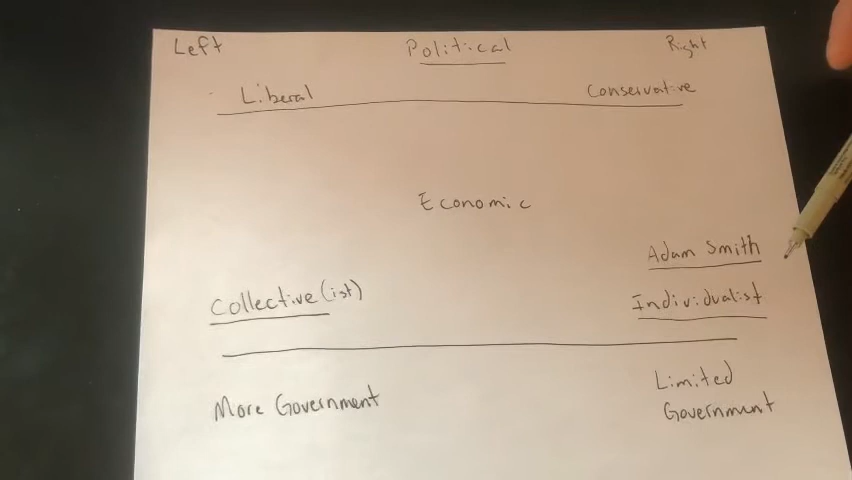 Left Political Right
Liberal Conservative
Economic
Adam Smith
Collective(ist) Individualist
More Government Limited
Government